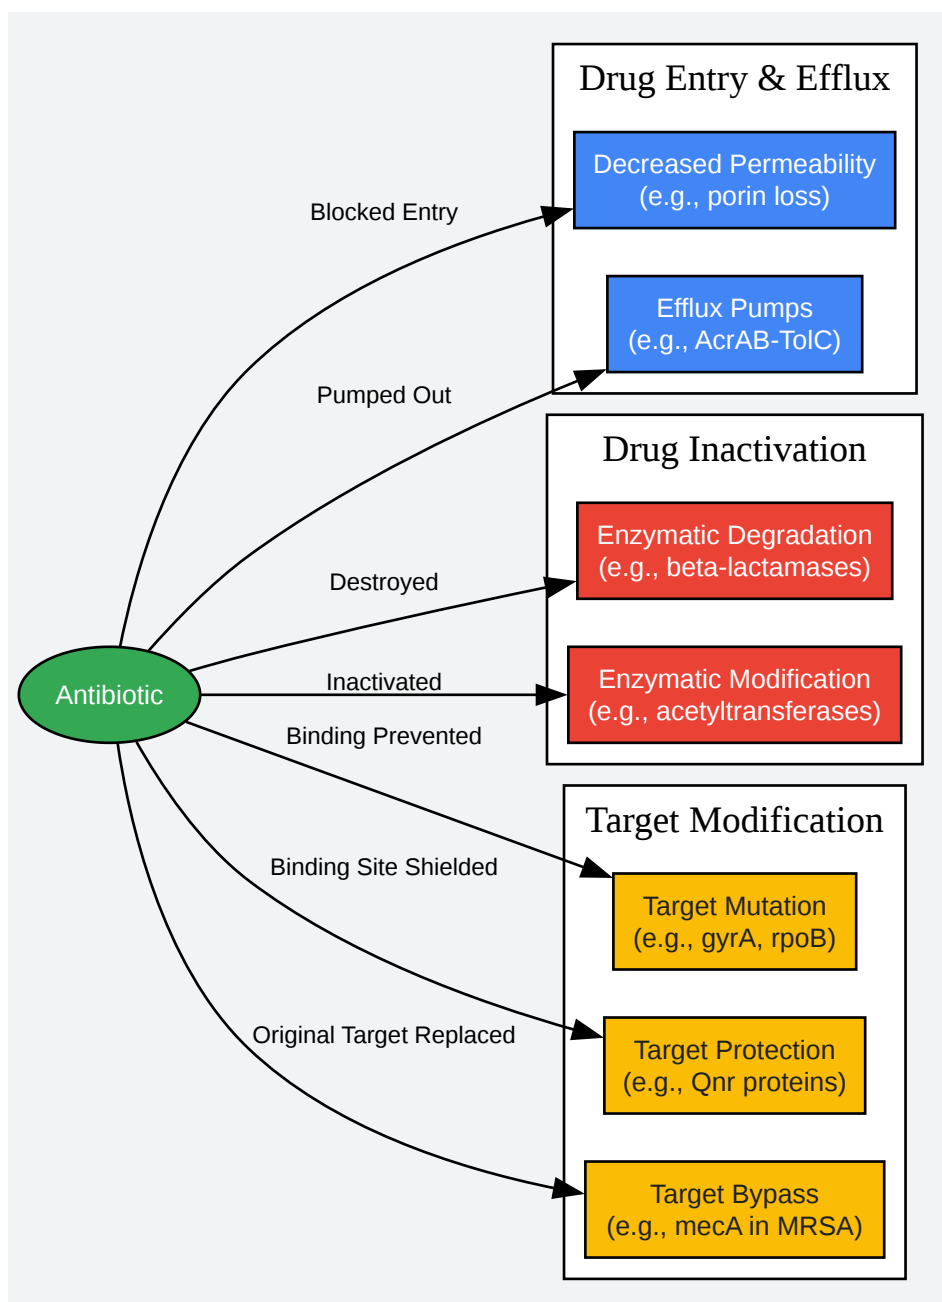 Drug Entry & Efflux
Decreased Permeability
(e.g., porin loss)
Blocked Entry
Efflux Pumps
(e.g., AcrAB-TolC)
Pumped Out
Drug Inactivation
Enzymatic Degradation
(e.g., beta-lactamases)
Destroyed
Enzymatic Modification
(e.g., acetyltransferases)
Inactivated
Antibiotic
Binding Prevented
Target Modification
Binding Site Shielded
Target Mutation
(e.g., gyrA, rpoB)
Original Target Replaced
Target Protection
(e.g., Qnr proteins)
Target Bypass
(e.g., mecA in MRSA)